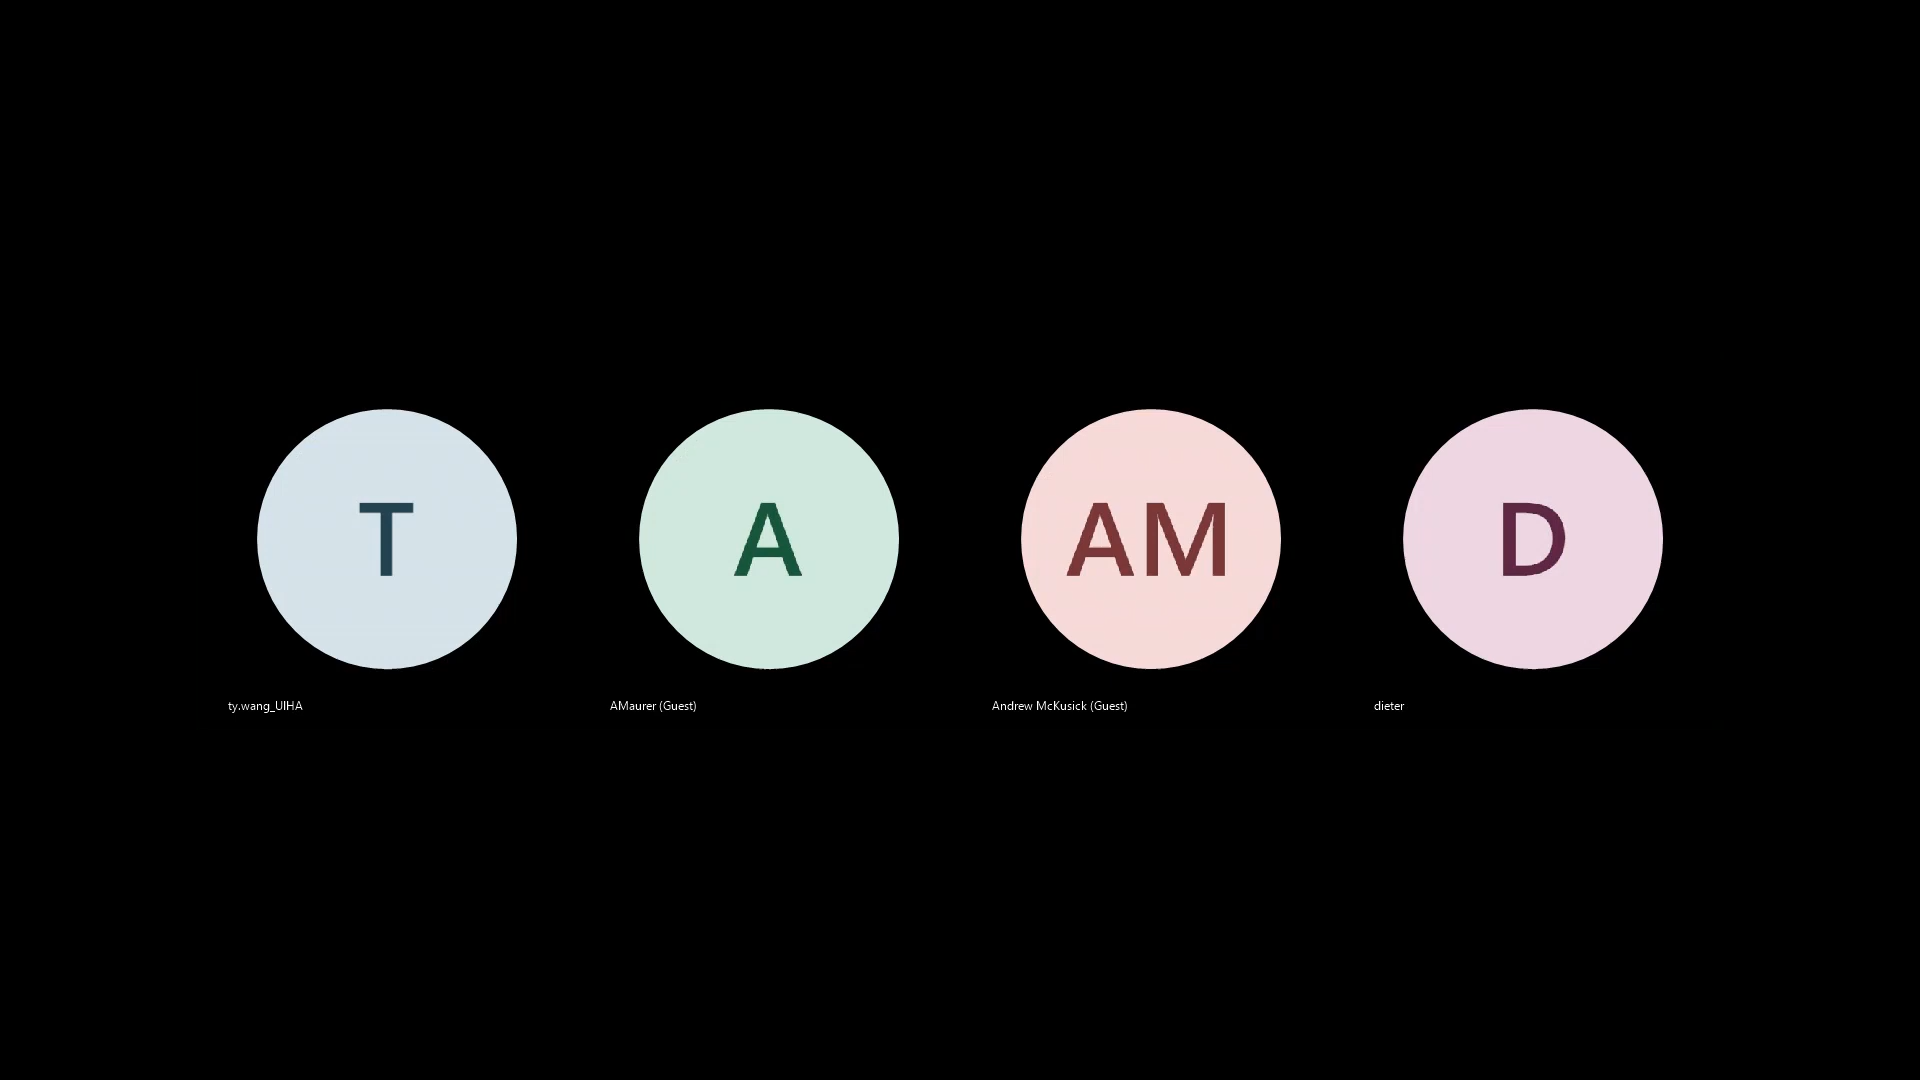 T
A
AM
D
ty.wang_UIHA
AMaurer (Guest)
Andrew McKusick (Guest)
dieter